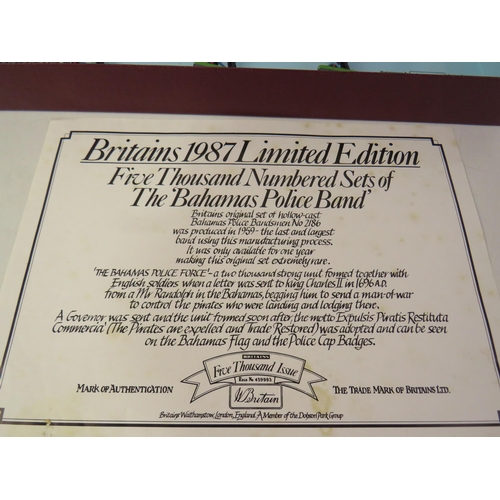 Britains 1987 Limited Edition
Five Thousand Numbered Sets of
The 'Bahamas Police Band'
Britains original set of hollow-cast
Bahamas Police Bandsmen No 2186
was produced in 1959 - the last and largest
band using this manufacturing process.
It was only available for one year
making this original set extremely rare.
'THE BAHAMAS POLICE FORCE' - a two thousand strong unit formed together with
English soldiers when a letter was sent to king Charles II in 1696 A.D.
from a Mr Randolph in the Bahamas, begging him to send a man-of-war
to control the pirates who were landing and lodging there.
A Governor was sent and the unit formed soon after the motto Expulsis Piratis Restituta
Commercia' (The Pirates are expelled and Trade Restored) was adopted and can be seen
on the Bahamas Flag and the Police Cap Badges.
BRITAINS
Five Thousand Issue
MARK OF AUTHENTICATION
W Britain
THE TRADE MARK OF BRITAINS LTD.
Britains Walthamstow, London, England. A Member of the Dobson Park Group